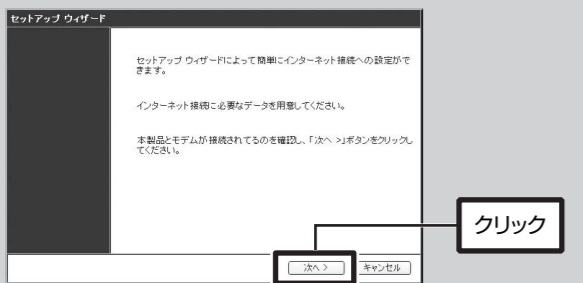 セットアップ ウィザード
セットアップ ウィザードによって簡単にインターネット接続への設定がで
きます。
インターネット接続に必要なデータを用意してください。
本製品とモデムが接続されてるのを確認し、「次へ >」ボタンをクリックし
てください。
クリック
次へ >
キャンセル